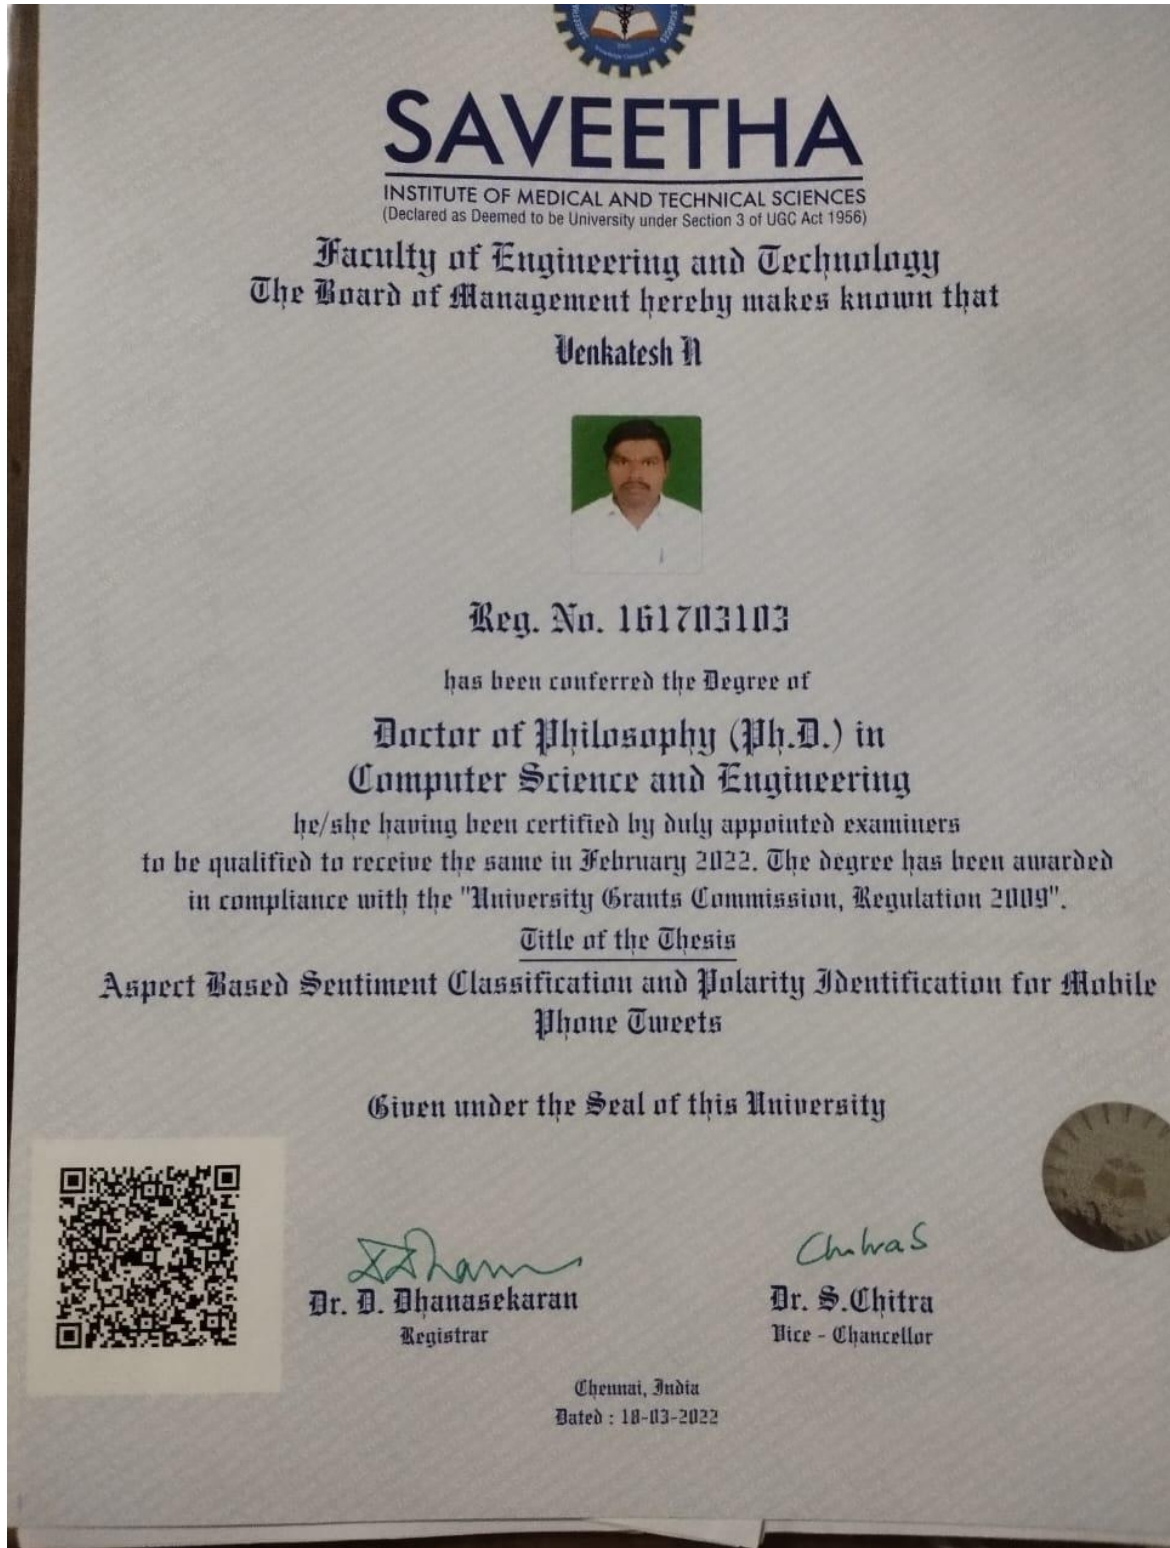 SAVEETHA
INSTITUTE OF MEDICAL AND TECHNICAL SCIENCES
(Declared as Deemed to be University under Section 3 of UGC Act 1956)
Faculty of Engineering and Technology
The Board of Management hereby makes known that
Venkatesh N
Reg. No. 161703103
has been conferred the Degree of
Doctor of Philosophy (Ph.D.) in
Computer Science and Engineering
he/she having been certified by duly appointed examiners
to be qualified to receive the same in February 2022. The degree has been awarded
in compliance with the "University Grants Commission, Regulation 2009".
Title of the Thesis
Aspect Based Sentiment Classification and Polarity Identification for Mobile
Phone Tweets
Given under the Seal of this University
Dr. D. Dhanasekaran
Registrar
Chitra S
Dr. S.Chitra
Vice - Chancellor
Chennai, India
Dated : 18-03-2022